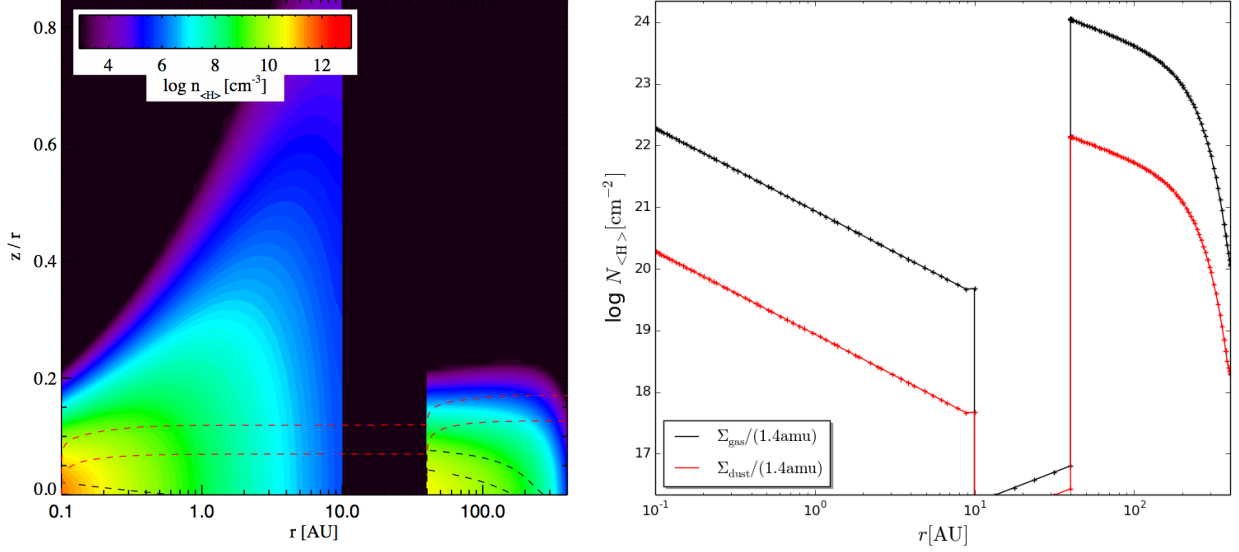 0.8
0.6
0.4
0.2
0.0
z / r
4 6 8 10 12
log n<H> [cm-3]
0.1 1.0 10.0 100.0
r [AU]
24
23
22
21
20
19
18
17
log N<H>[cm−2]
Σgas/(1.4amu)
Σdust/(1.4amu)
10-1 100 101 102
r[AU]